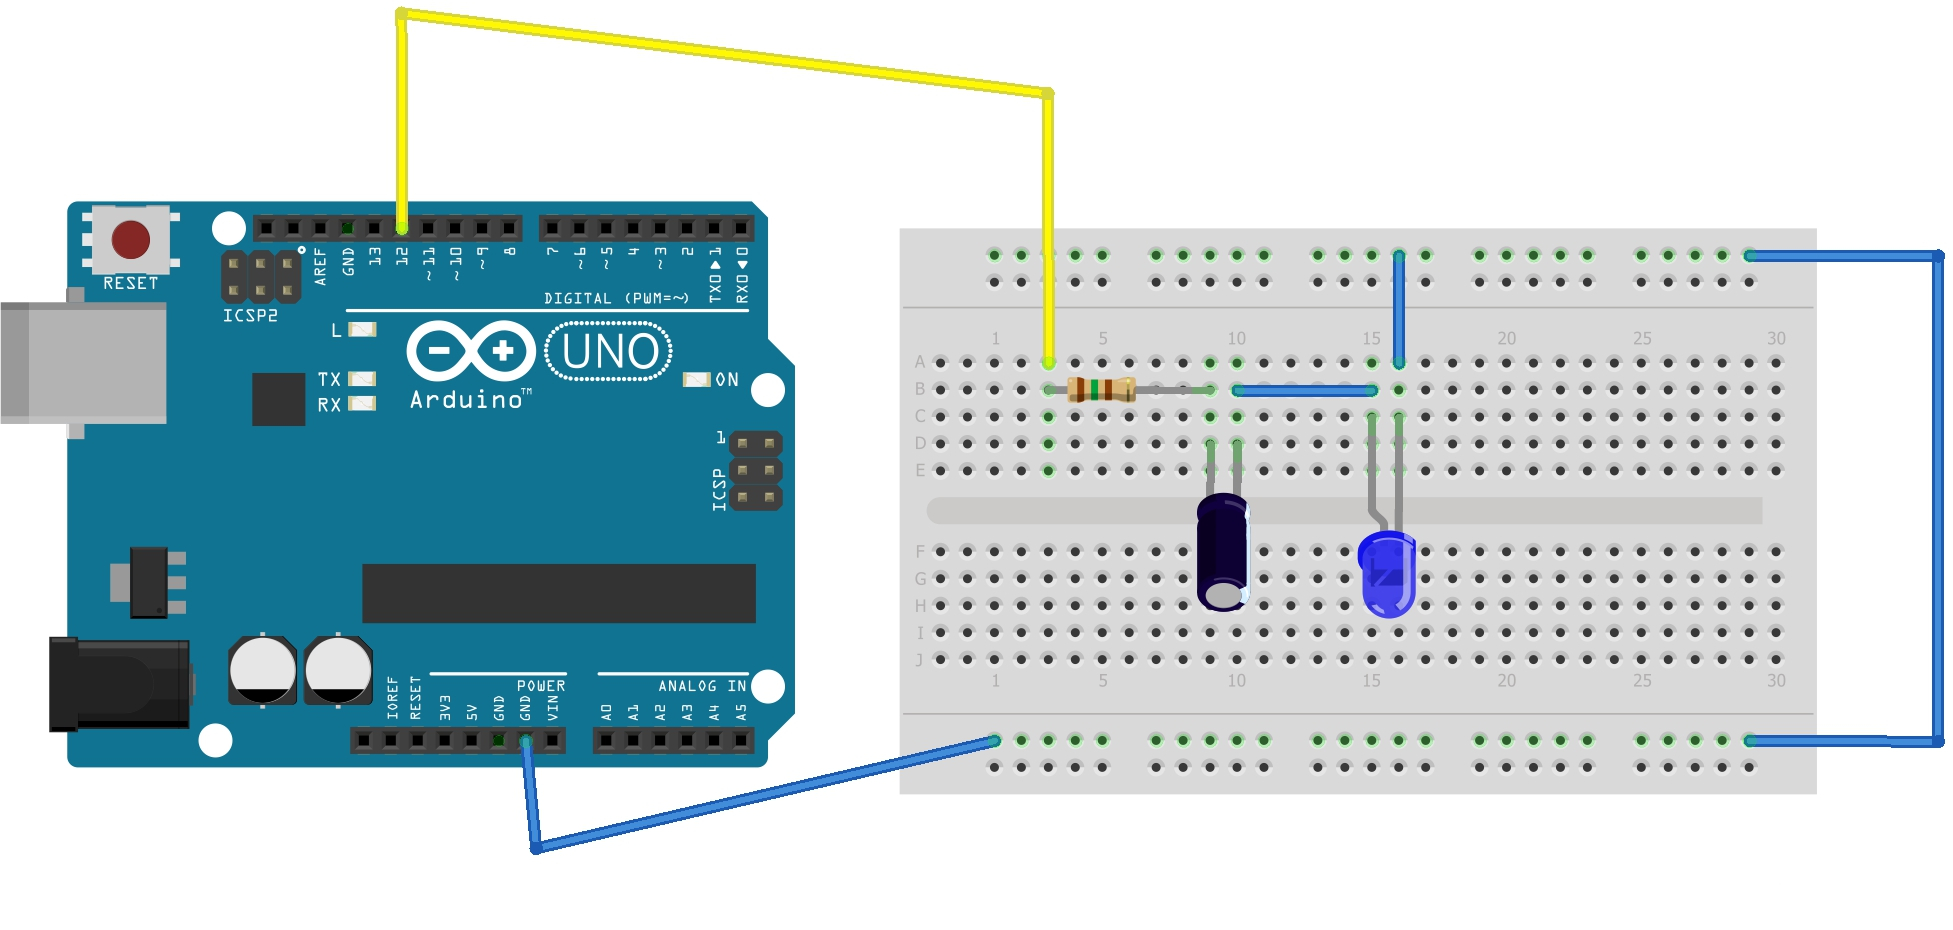 RESET
ICSP2
AREF
GND
13
12
~11
~10
~9
8
7
~6
~5
4
~3
2
TX0▶1
RX0◀0
DIGITAL (PWM=~)
L
TX
RX
UNO
Arduino™
ON
1
ICSP
IOREF
RESET
3V3
5V
GND
GND
VIN
POWER
ANALOG IN
A0
A1
A2
A3
A4
A5
1 5 10 15 20 25 30
A
B
C
D
E
F
G
H
I
J
1 5 10 15 20 25 30